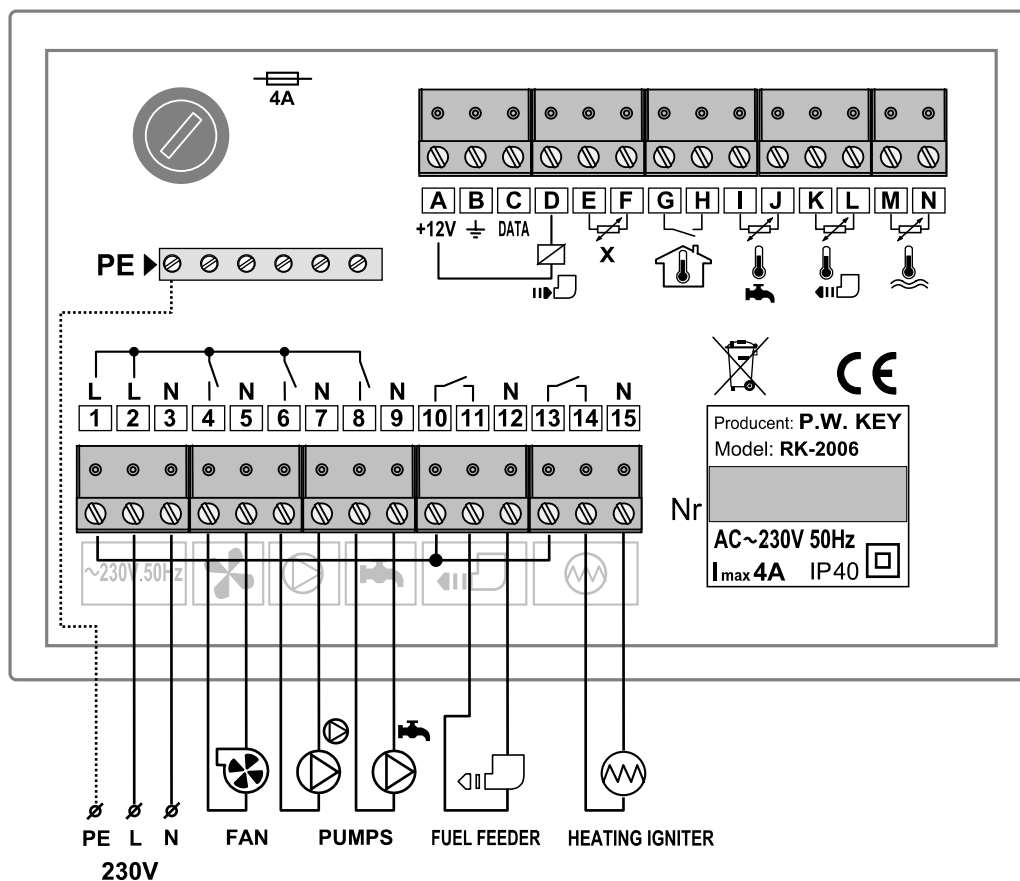 4A
A B C D E F G H I J K L M N
+12V DATA
X
PE
L L N N N N N N
1 2 3 4 5 6 7 8 9 10 11 12 13 14 15
Producent: P.W. KEY
Model: RK-2006
Nr
AC~230V 50Hz
I max 4A IP40
CE
~230V 50Hz
PE L N FAN PUMPS FUEL FEEDER HEATING IGNITER
230V